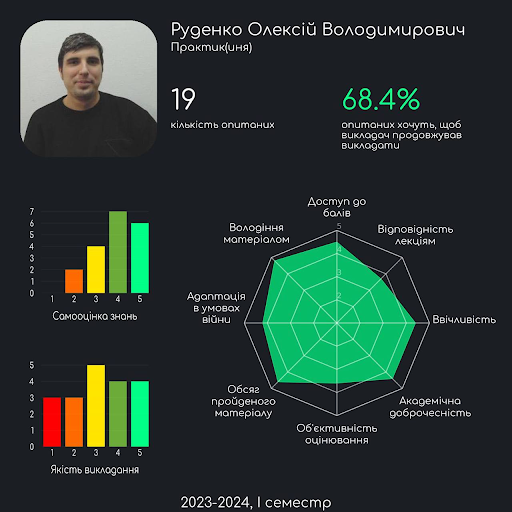 Руденко Олексій Володимирович
Практик(иня)
19
кількість опитаних
68.4%
опитаних хочуть, щоб
викладач продовжував
викладати
7
6
5
4
3
2
1
0
1 2 3 4 5
Самооцінка знань
5
4
3
2
1
0
1 2 3 4 5
Якість викладання
Доступ до
балів
Відповідність
лекціям
Ввічливість
Академічна
доброчесність
Об'єктивність
оцінювання
Обсяг
пройденого
матеріалу
Адаптація
в умовах
війни
Володіння
матеріалом
5
4
3
2
2023-2024, І семестр